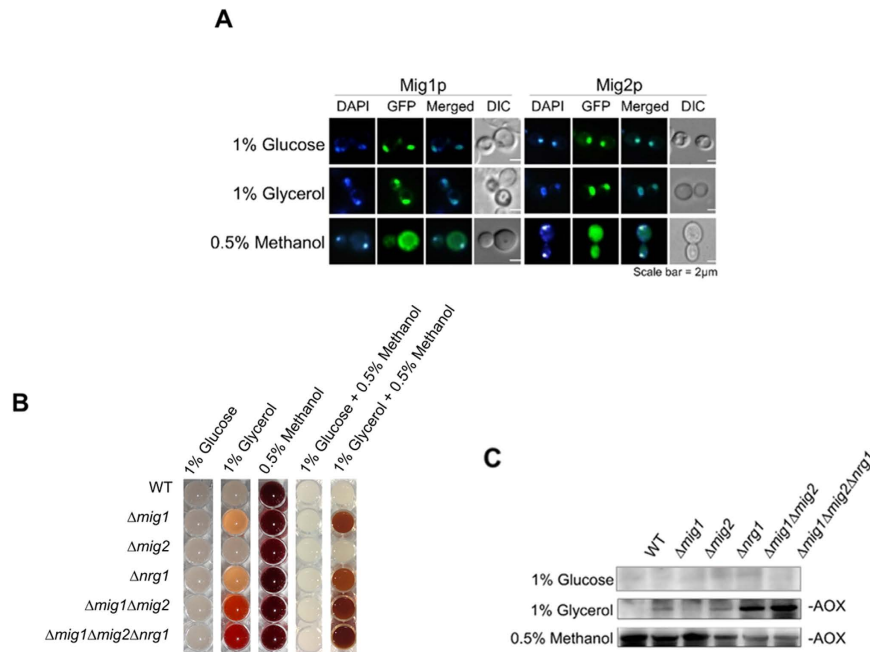 A
Mig1p Mig2p
DAPI GFP Merged DIC DAPI GFP Merged DIC
1% Glucose
1% Glycerol
0.5% Methanol
Scale bar = 2μm
B
1% Glucose
1% Glycerol
0.5% Methanol
1% Glucose + 0.5% Methanol
1% Glycerol + 0.5% Methanol
WT
Δmig1
Δmig2
Δnrg1
Δmig1Δmig2
Δmig1Δmig2Δnrg1
C
WT
Δmig1
Δmig2
Δnrg1
Δmig1Δmig2
Δmig1Δmig2Δnrg1
1% Glucose
1% Glycerol -AOX
0.5% Methanol -AOX